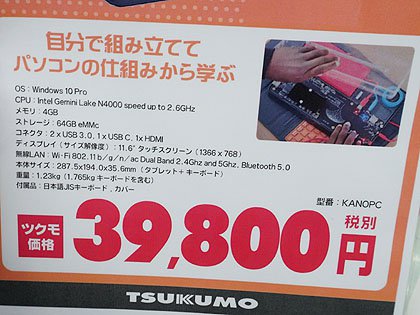 自分で組み立てて
パソコンの仕組みから学ぶ
OS：Windows 10 Pro
CPU：Intel Gemini Lake N4000 speed up to 2.6GHz
メモリ：4GB
ストレージ：64GB eMMc
コネクタ：2 x USB 3.0, 1 x USB C, 1x HDMI
ディスプレイ（サイズ解像度）：11.6" タッチスクリーン（1366 x 768）
無線LAN：Wi-Fi 802.11 b／g／n／ac Dual Band 2.4Ghz and 5Ghz, Bluetooth 5.0
本体サイズ：287.5x194.0x35.6mm（タブレット＋キーボード）
重量：1.23kg（1.765kg キーボードを含む）
付属品：日本語JISキーボード , カバー
型番：KANOPC
ツクモ
価格
39,800円
税別
TSUKUMO